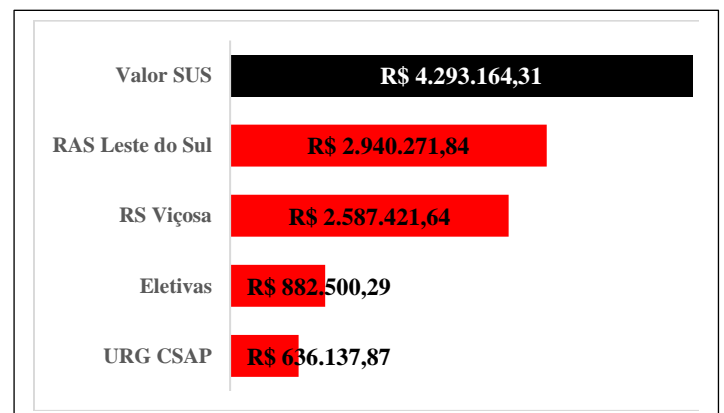 Valor SUS R$ 4.293.164,31
RAS Leste do Sul R$ 2.940.271,84
RS Viçosa R$ 2.587.421,64
Eletivas R$ 882.500,29
URG CSAP R$ 636.137,87